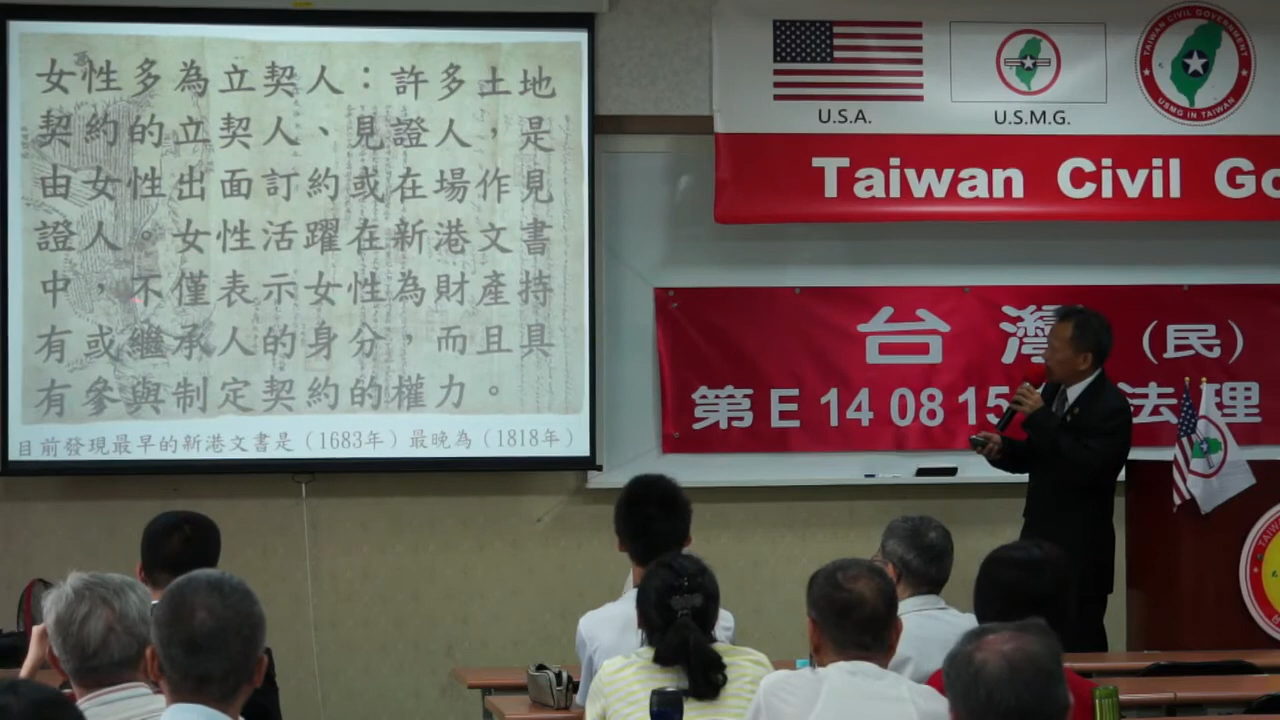 女性多為立契人：許多土地
契約的立契人、見證人，是
由女性出面訂約或在場作見
證人。女性活躍在新港文書
中，不僅表示女性為財產持
有或繼承人的身分，而且具
有參與制定契約的權力。
目前發現最早的新港文書是（1683年）最晚為（1818年）
U.S.A.
U.S.M.G.
TAIWAN CIVIL GOVERNMENT
USMG IN TAIWAN
Taiwan Civil Go
台灣（民）
第E 14 08 15 法理